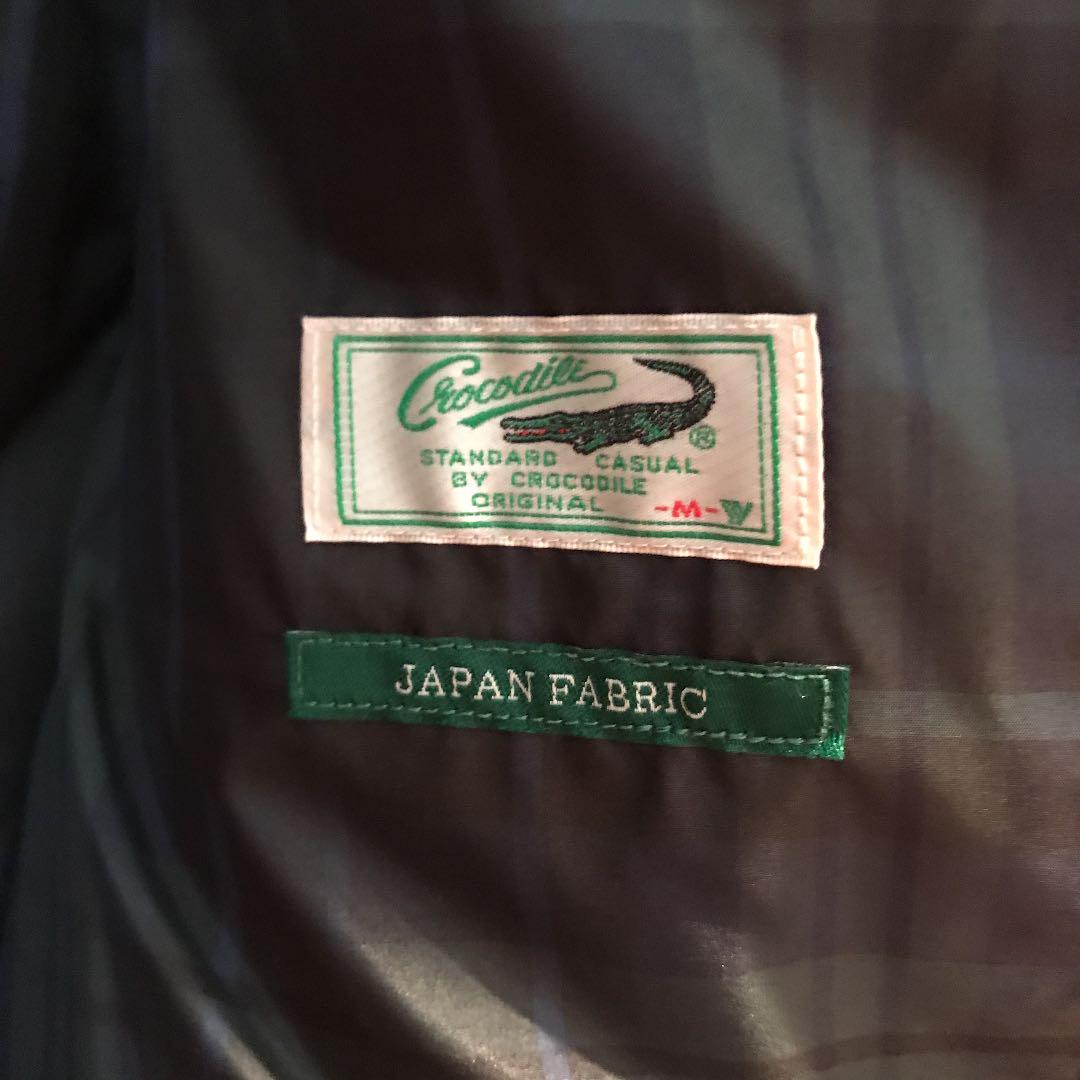 Crocodile
®
STANDARD CASUAL
BY CROCODILE
ORIGINAL
-M-
JAPAN FABRIC